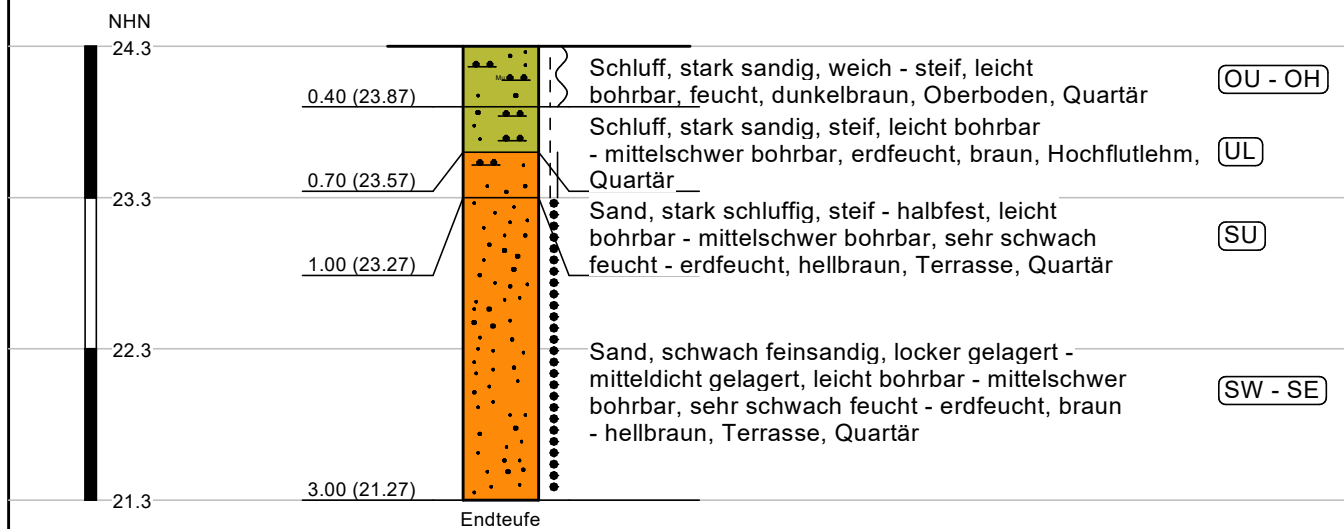 NHN
24.3
Schluff, stark sandig, weich - steif, leicht
bohrbar, feucht, dunkelbraun, Oberboden, Quartär
OU - OH
0.40 (23.87)
Schluff, stark sandig, steif, leicht bohrbar
- mittelschwer bohrbar, erdfeucht, braun, Hochflutlehm,
Quartär
UL
0.70 (23.57)
23.3
Sand, stark schluffig, steif - halbfest, leicht
bohrbar - mittelschwer bohrbar, sehr schwach
feucht - erdfeucht, hellbraun, Terrasse, Quartär
SU
1.00 (23.27)
22.3
Sand, schwach feinsandig, locker gelagert -
mitteldicht gelagert, leicht bohrbar - mittelschwer
bohrbar, sehr schwach feucht - erdfeucht, braun
- hellbraun, Terrasse, Quartär
SW - SE
3.00 (21.27)
21.3
Endteufe